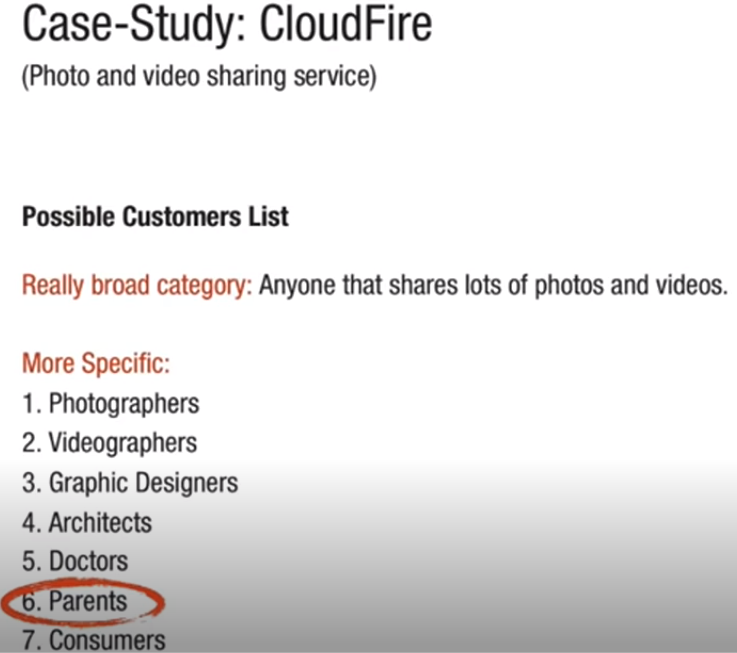 Case-Study: CloudFire
(Photo and video sharing service)
Possible Customers List
Really broad category: Anyone that shares lots of photos and videos.
More Specific:
1. Photographers
2. Videographers
3. Graphic Designers
4. Architects
5. Doctors
6. Parents
7. Consumers